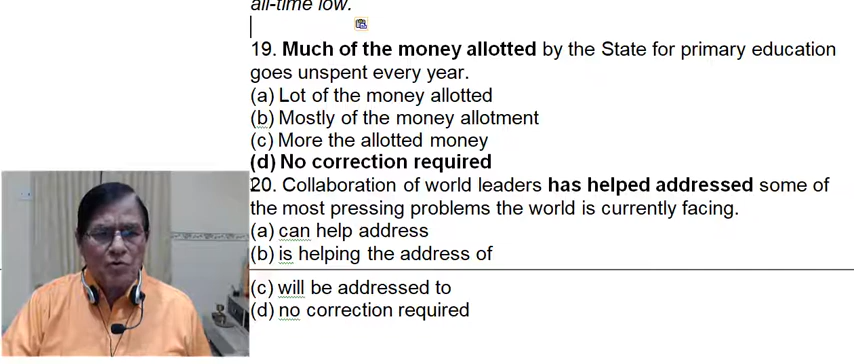 all-time low.
19. Much of the money allotted by the State for primary education
goes unspent every year.
(a) Lot of the money allotted
(b) Mostly of the money allotment
(c) More the allotted money
(d) No correction required
20. Collaboration of world leaders has helped addressed some of
the most pressing problems the world is currently facing.
(a) can help address
(b) is helping the address of
(c) will be addressed to
(d) no correction required